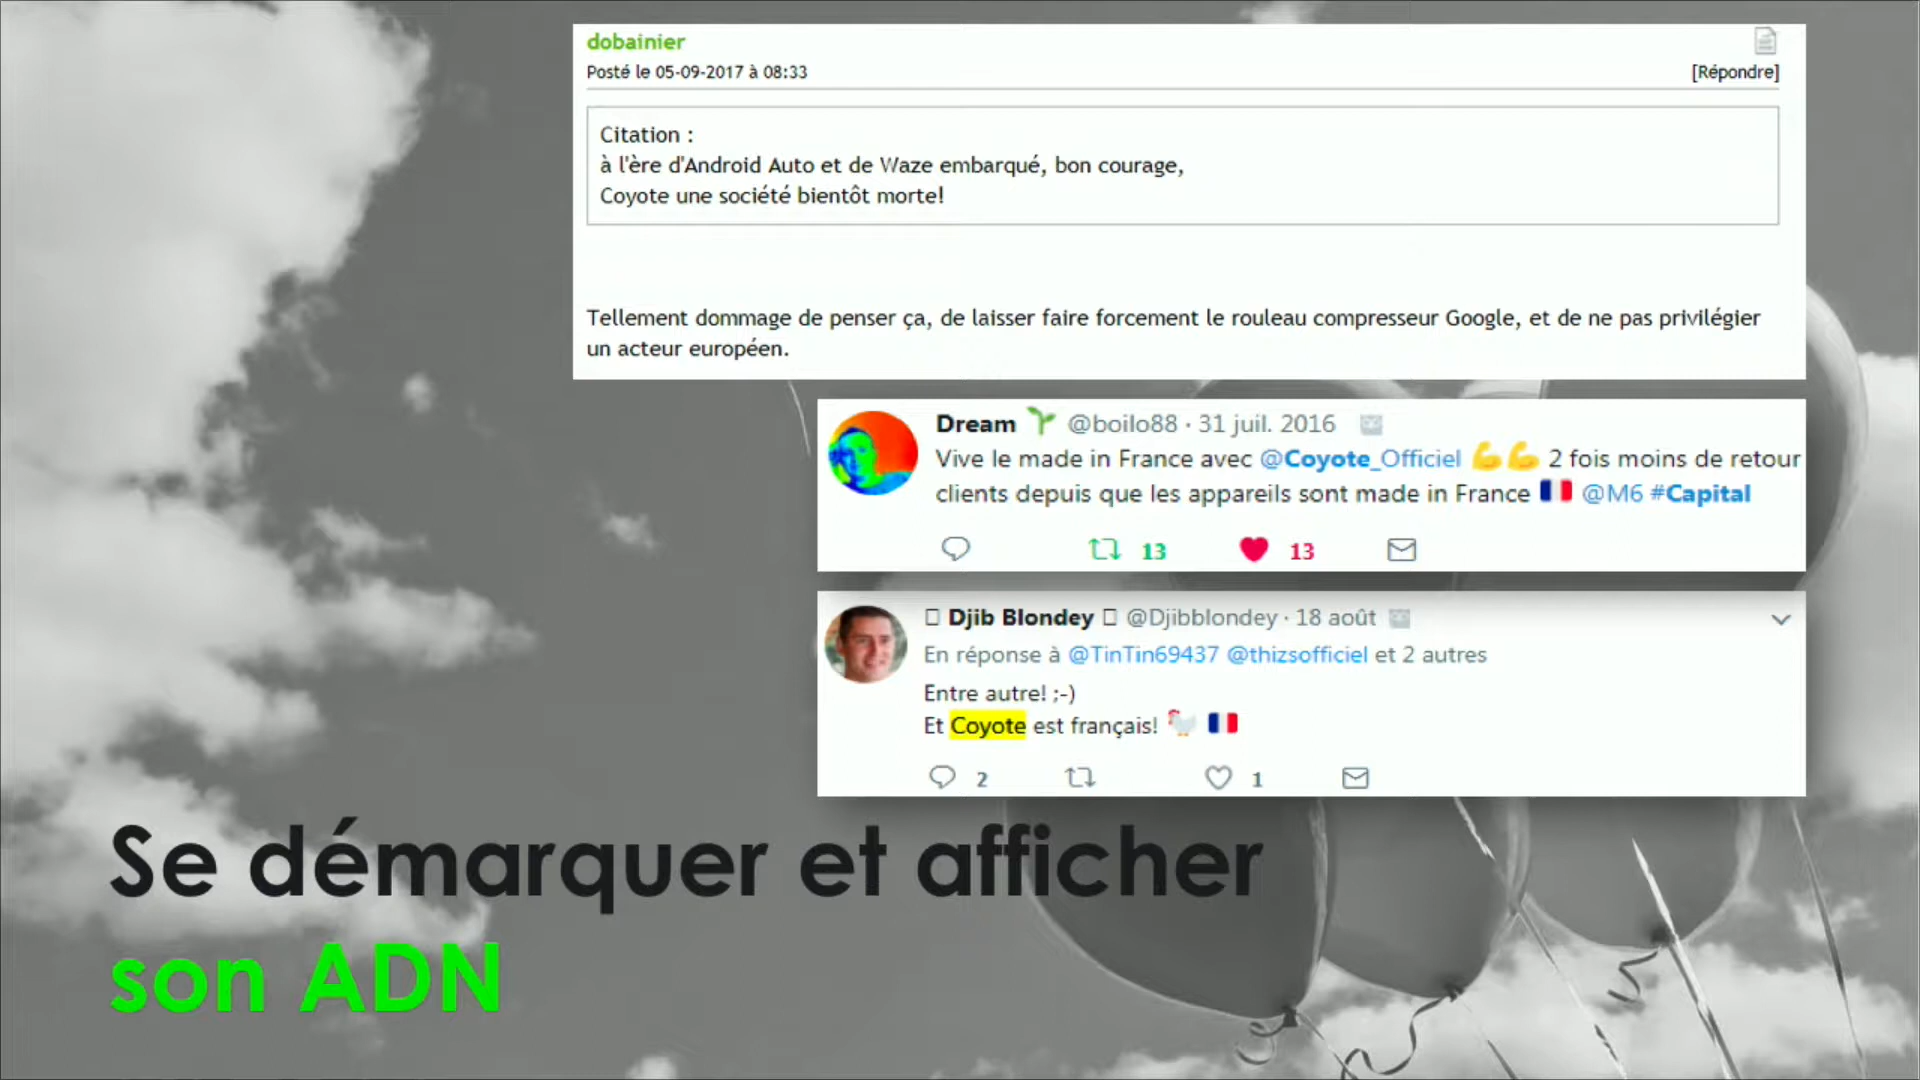 dobainier
Posté le 05-09-2017 à 08:33
[Répondre]
Citation :
à l'ère d'Android Auto et de Waze embarqué, bon courage,
Coyote une société bientôt morte!
Tellement dommage de penser ça, de laisser faire forcement le rouleau compresseur Google, et de ne pas privilégier
un acteur européen.
Dream @boilo88 · 31 juil. 2016
Vive le made in France avec @Coyote_Officiel 💪💪 2 fois moins de retour
clients depuis que les appareils sont made in France 🇫🇷 @M6 #Capital
13 13
Djib Blondey @Djibblondey · 18 août
En réponse à @TinTin69437 @thizsofficiel et 2 autres
Entre autre! ;-)
Et Coyote est français! 🐓 🇫🇷
2 1
Se démarquer et afficher
son ADN